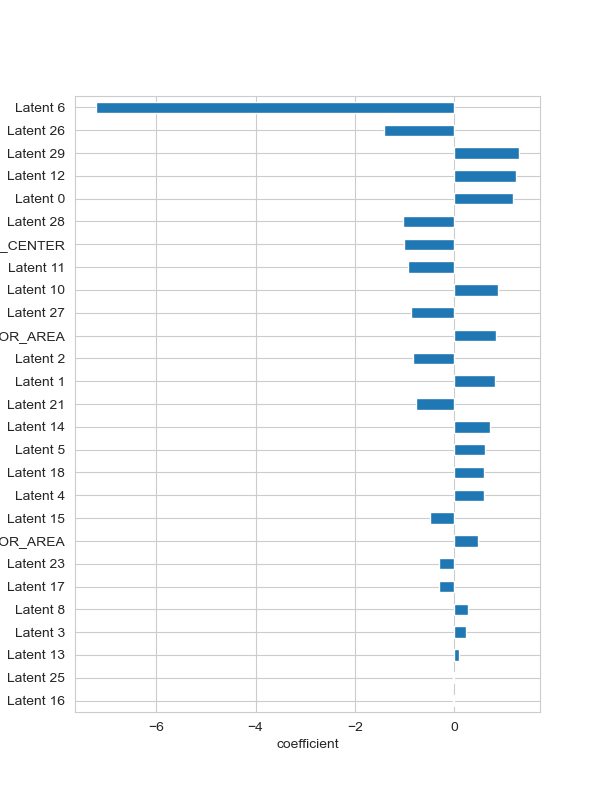 Latent 6
Latent 26
Latent 29
Latent 12
Latent 0
Latent 28
_CENTER
Latent 11
Latent 10
Latent 27
OR_AREA
Latent 2
Latent 1
Latent 21
Latent 14
Latent 5
Latent 18
Latent 4
Latent 15
OR_AREA
Latent 23
Latent 17
Latent 8
Latent 3
Latent 13
Latent 25
Latent 16
−6 −4 −2 0
coefficient